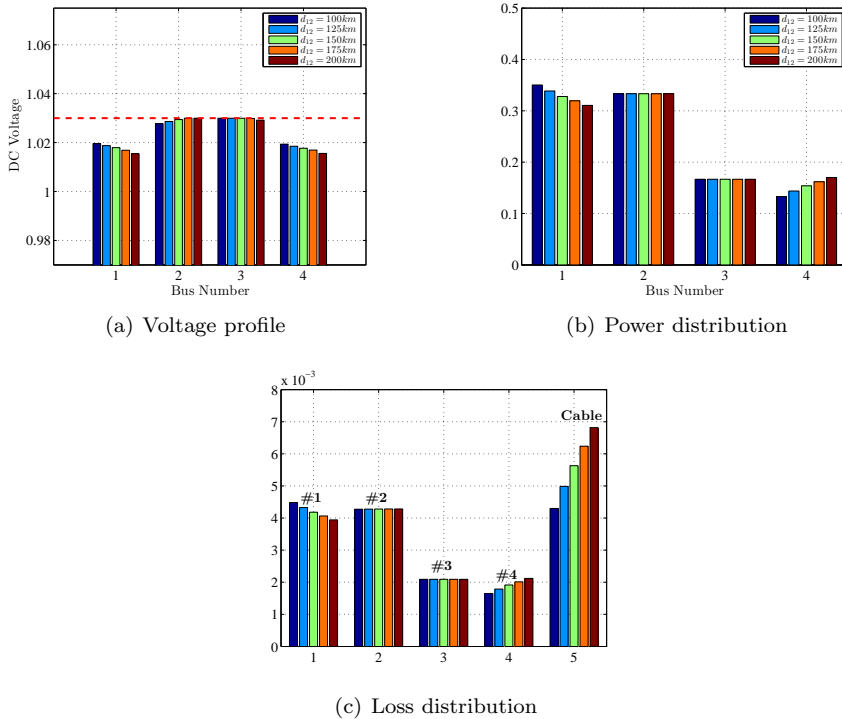 1.06
1.04
1.02
1
0.98
DC Voltage
1 2 3 4
Bus Number
d12 = 100km
d12 = 125km
d12 = 150km
d12 = 175km
d12 = 200km
(a) Voltage profile
0.5
0.4
0.3
0.2
0.1
0
1 2 3 4
Bus Number
d12 = 100km
d12 = 125km
d12 = 150km
d12 = 175km
d12 = 200km
(b) Power distribution
x 10⁻³
8
7
6
5
4
3
2
1
0
#1
#2
#3
#4
Cable
1 2 3 4 5
(c) Loss distribution